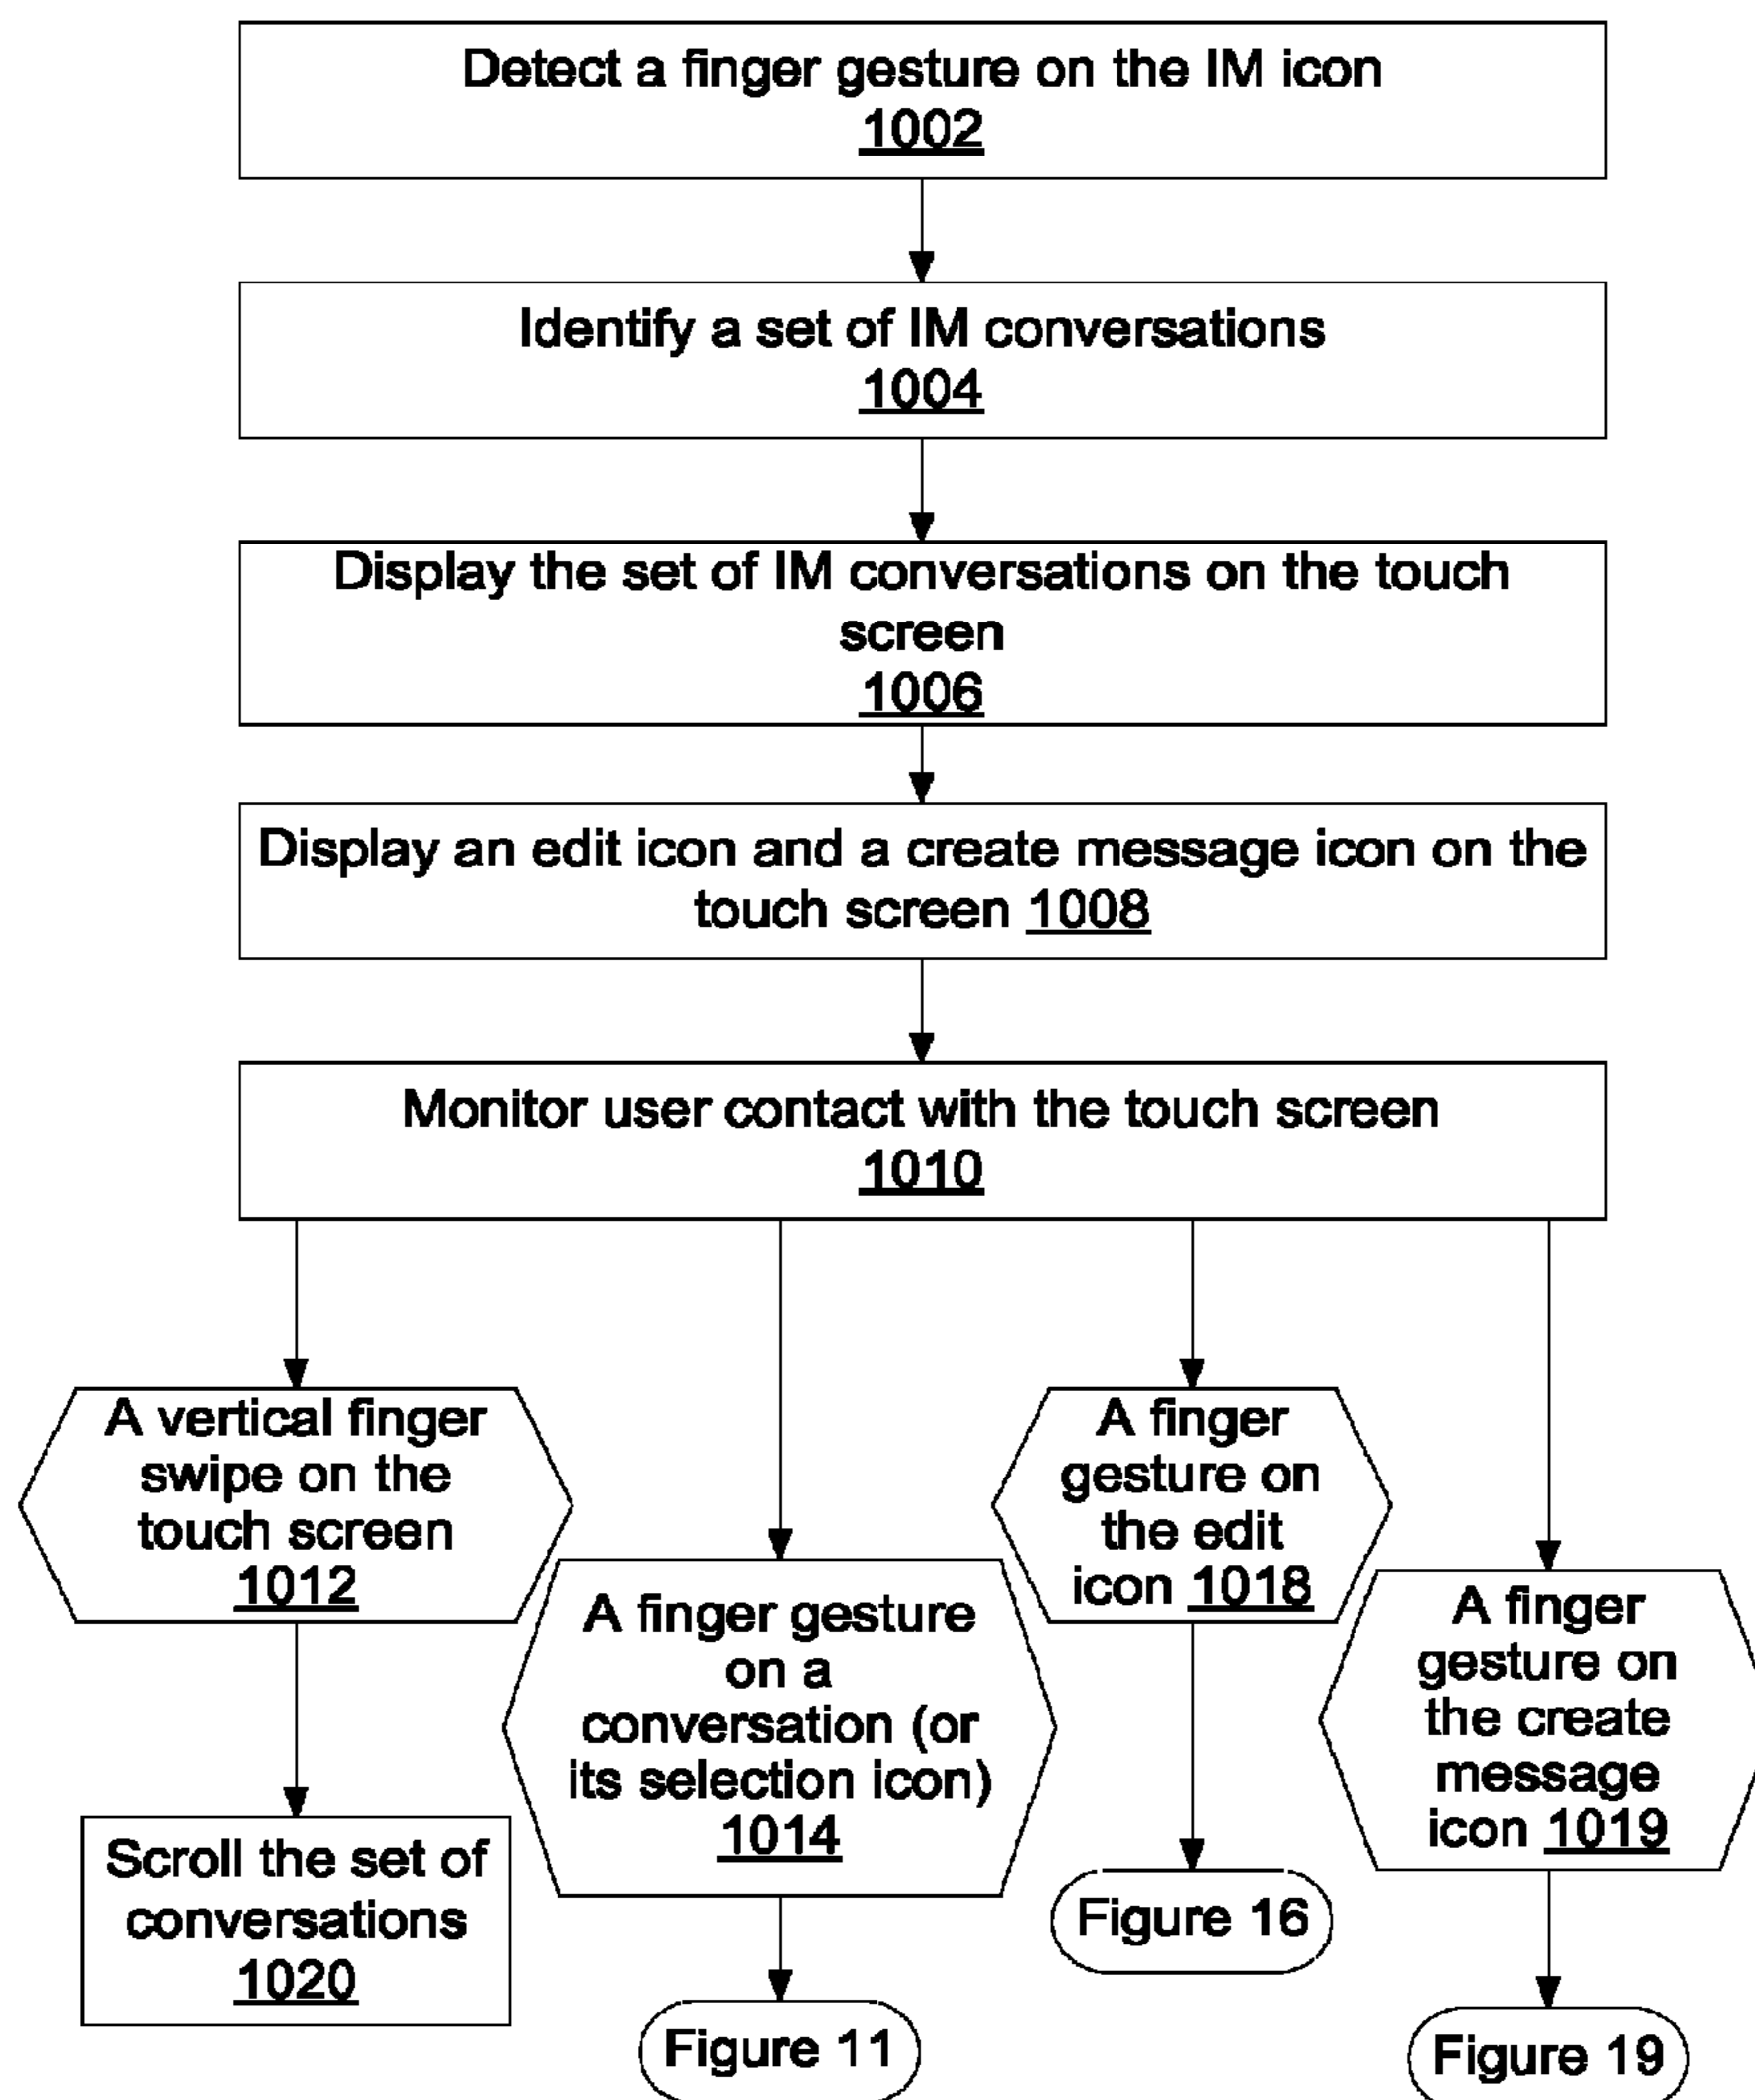 Detect a finger gesture on the IM icon
1002
Identify a set of IM conversations
1004
Display the set of IM conversations on the touch
screen
1006
Display an edit icon and a create message icon on the
touch screen 1008
Monitor user contact with the touch screen
1010
A vertical finger
swipe on the
touch screen
1012
A finger gesture
on a
conversation (or
its selection icon)
1014
A finger
gesture on
the edit
icon 1018
A finger
gesture on
the create
message
icon 1019
Scroll the set of
conversations
1020
Figure 11
Figure 16
Figure 19